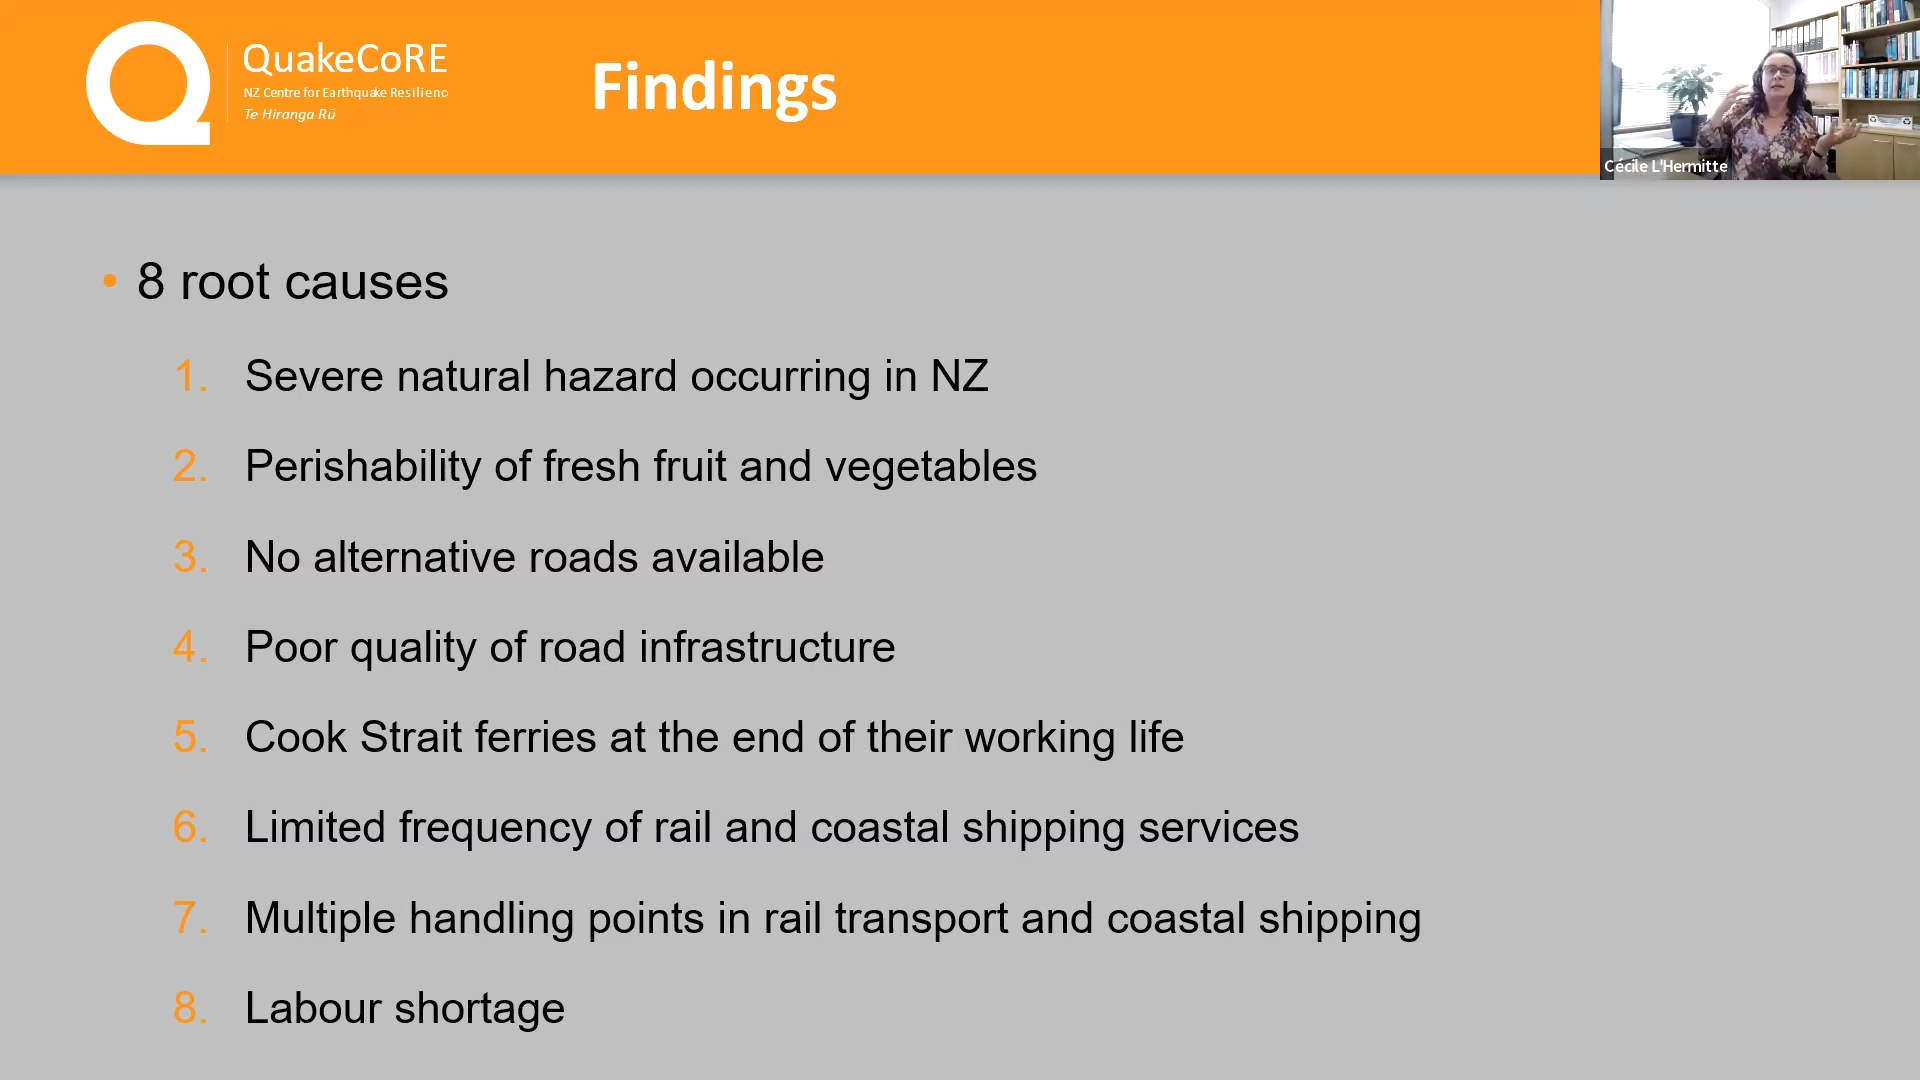 QuakeCoRE
NZ Centre for Earthquake Resilienc
Te Hiranga Rū
Findings
Cécile L'Hermitte
• 8 root causes
1. Severe natural hazard occurring in NZ
2. Perishability of fresh fruit and vegetables
3. No alternative roads available
4. Poor quality of road infrastructure
5. Cook Strait ferries at the end of their working life
6. Limited frequency of rail and coastal shipping services
7. Multiple handling points in rail transport and coastal shipping
8. Labour shortage